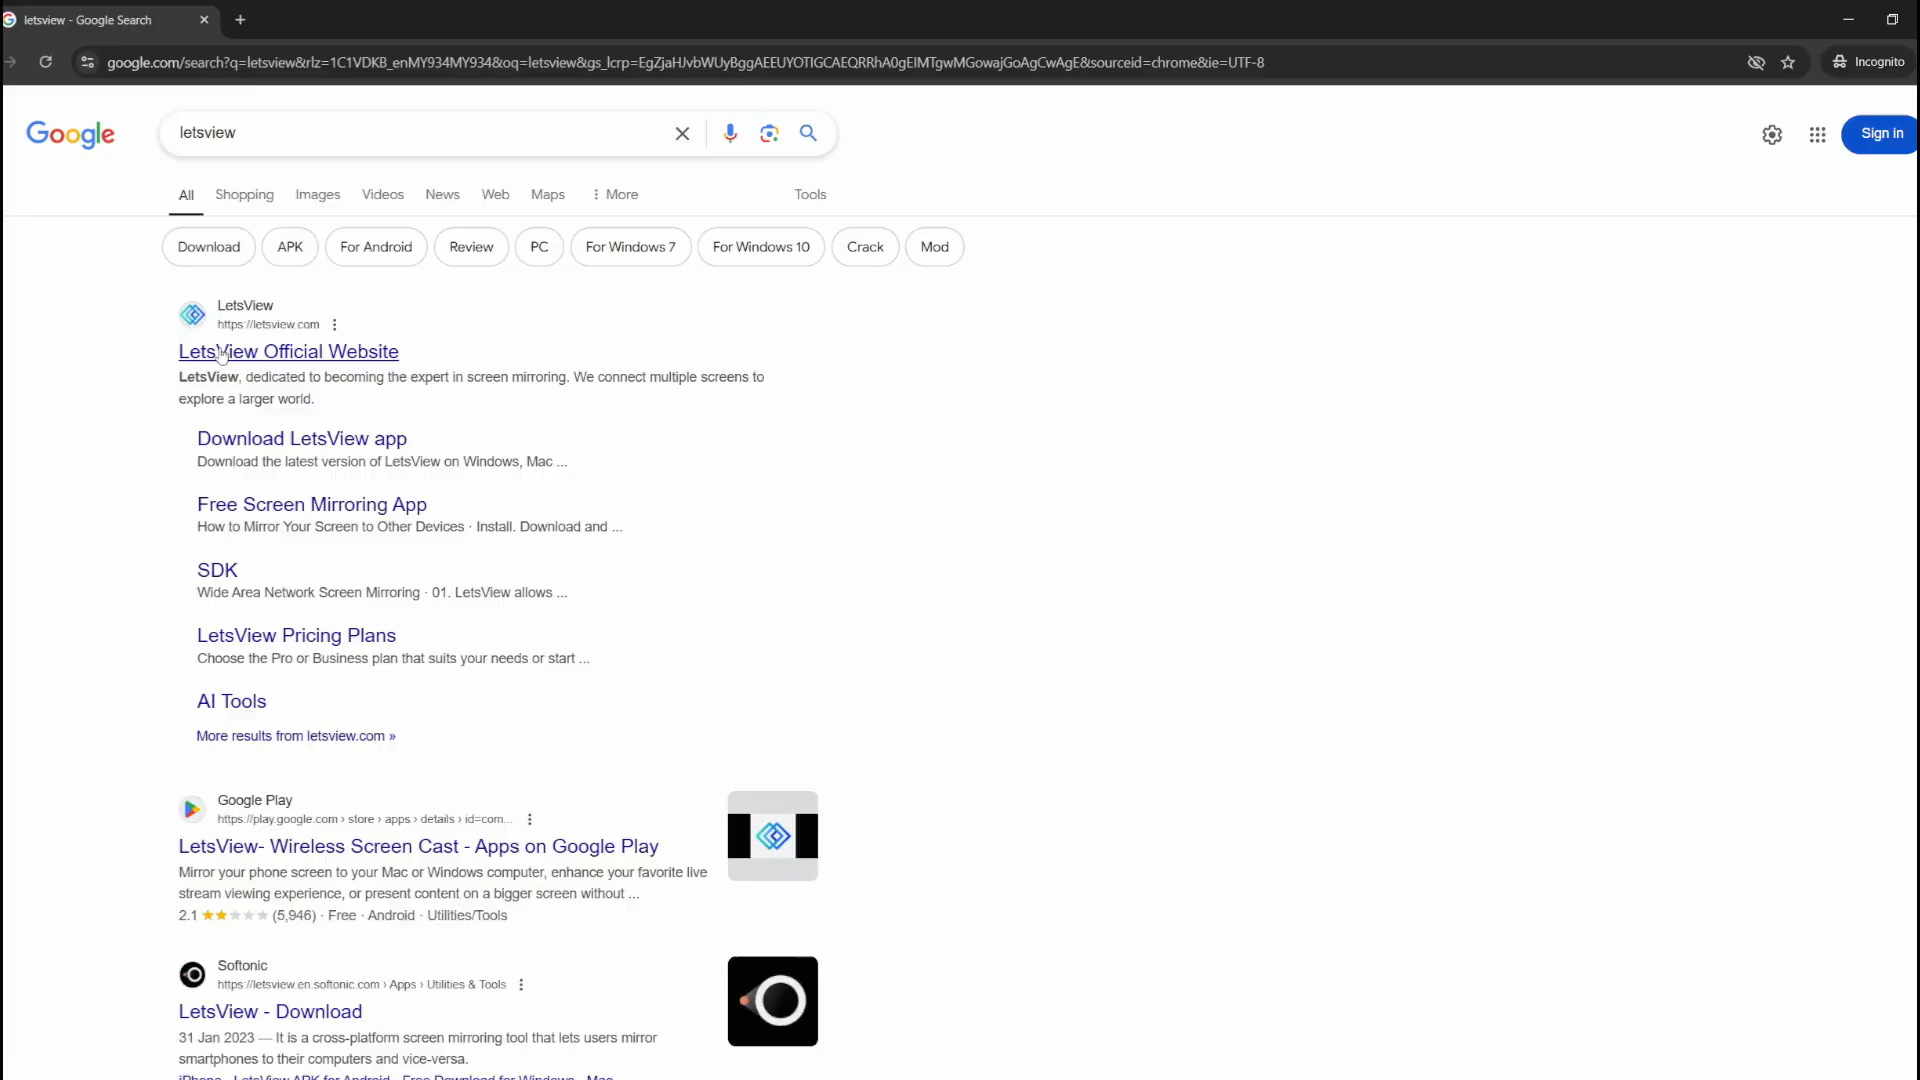 letsview - Google Search
google.com/search?q=letsview&rlz=1C1VDKB_enMY934MY934&oq=letsview&gs_lcrp=EgZjaHJvbWUyBggAEEUYOTIGCAEQRRhA0gEIMTgwMGowajGoAgCwAgE&sourceid=chrome&ie=UTF-8
Incognito
Google
letsview
Sign in
All Shopping Images Videos News Web Maps More Tools
Download APK For Android Review PC For Windows 7 For Windows 10 Crack Mod
LetsView
https://letsview.com
LetsView Official Website
LetsView, dedicated to becoming the expert in screen mirroring. We connect multiple screens to
explore a larger world.
Download LetsView app
Download the latest version of LetsView on Windows, Mac ...
Free Screen Mirroring App
How to Mirror Your Screen to Other Devices · Install. Download and ...
SDK
Wide Area Network Screen Mirroring · 01. LetsView allows ...
LetsView Pricing Plans
Choose the Pro or Business plan that suits your needs or start ...
AI Tools
More results from letsview.com »
Google Play
https://play.google.com › store › apps › details › id=com...
LetsView- Wireless Screen Cast - Apps on Google Play
Mirror your phone screen to your Mac or Windows computer, enhance your favorite live
stream viewing experience, or present content on a bigger screen without ...
2.1 ★★★★★ (5,946) · Free · Android · Utilities/Tools
Softonic
https://letsview.en.softonic.com › Apps › Utilities & Tools
LetsView - Download
31 Jan 2023 — It is a cross-platform screen mirroring tool that lets users mirror
smartphones to their computers and vice-versa.
iPhone · LetsView APK for Android · Free Download for Windows · Mac